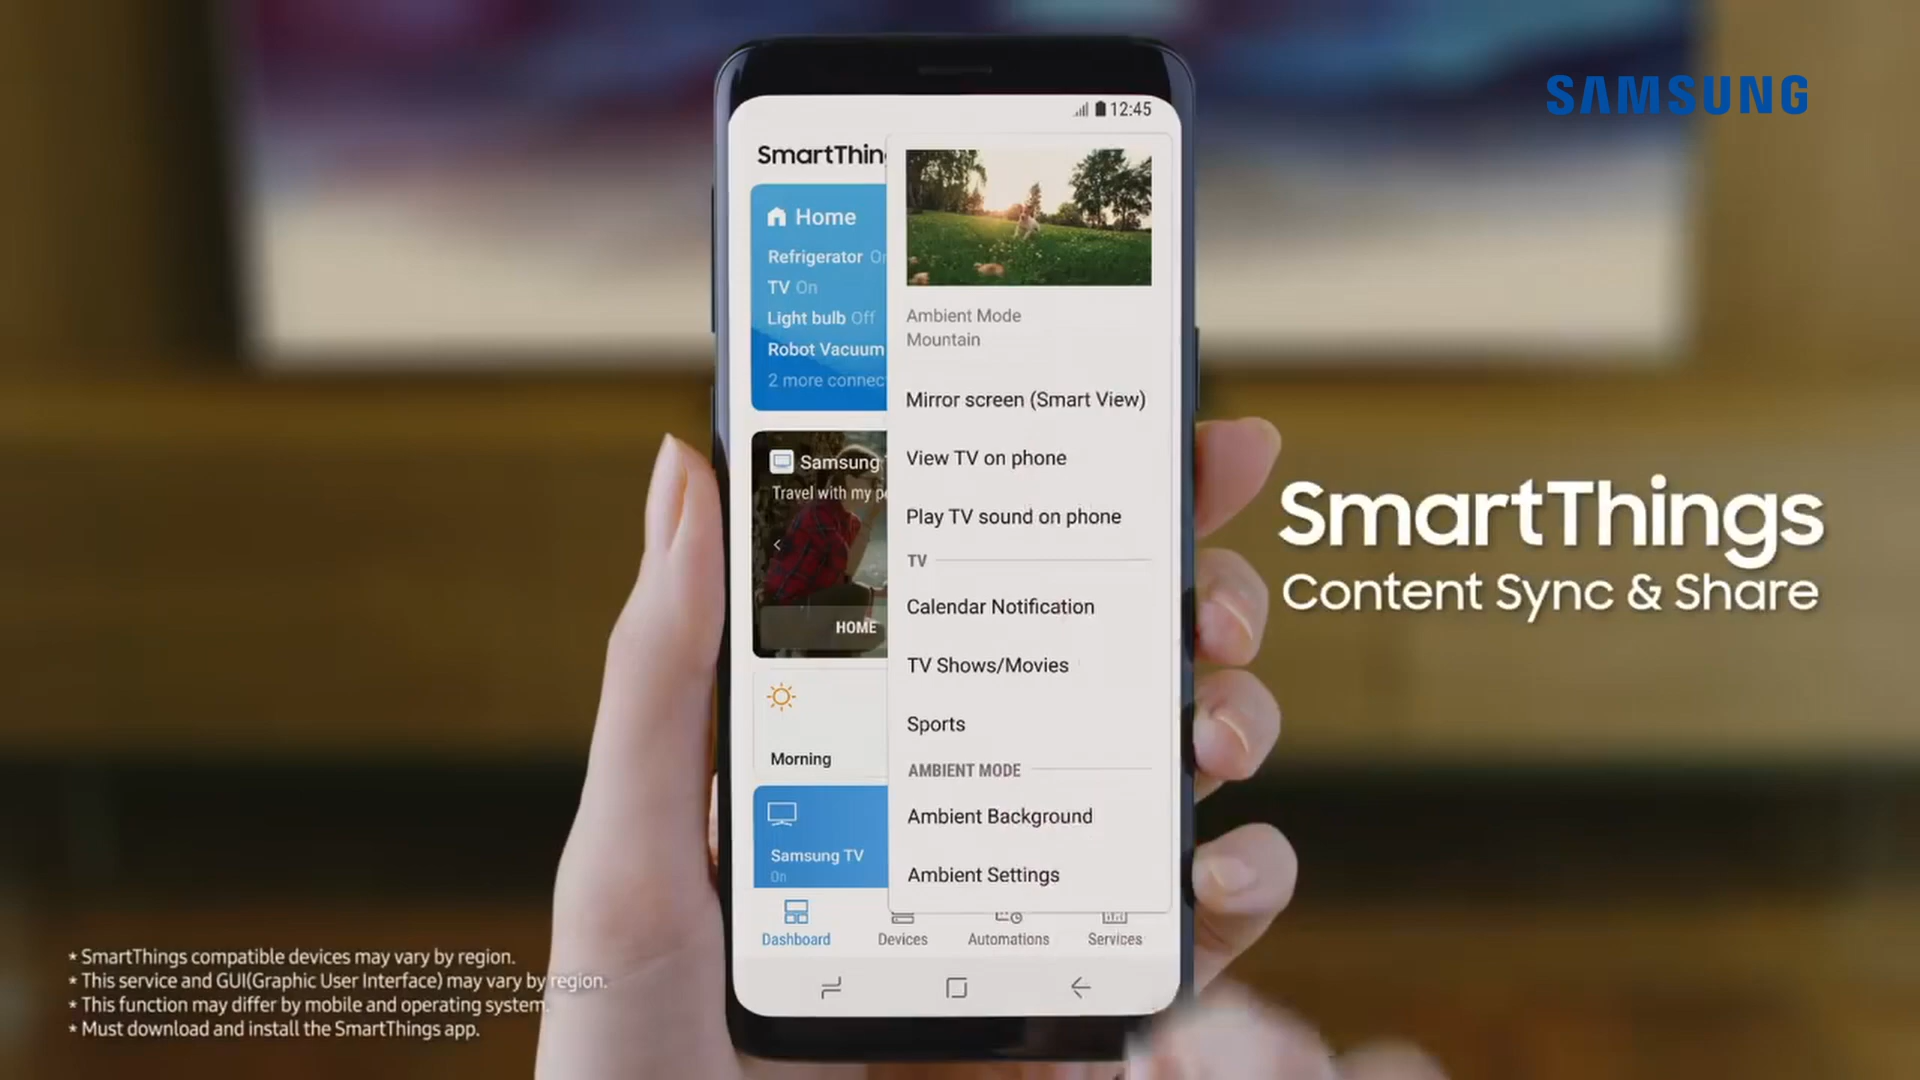 SAMSUNG
12:45
SmartThin
Home
Refrigerator On
TV On
Light bulb Off
Robot Vacuum
2 more connec
Samsung
Travel with my
HOME
Morning
Samsung TV
On
Ambient Mode
Mountain
Mirror screen (Smart View)
View TV on phone
Play TV sound on phone
TV
Calendar Notification
TV Shows/Movies
Sports
AMBIENT MODE
Ambient Background
Ambient Settings
Dashboard
Devices
Automations
Services
SmartThings
Content Sync & Share
* SmartThings compatible devices may vary by region.
* This service and GUI(Graphic User Interface) may vary by region.
* This function may differ by mobile and operating system.
* Must download and install the SmartThings app.